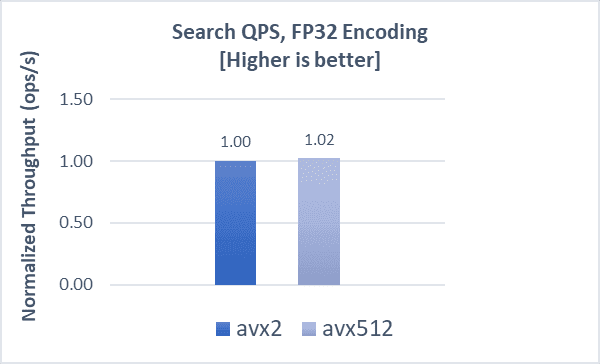 Search QPS, FP32 Encoding
[Higher is better]
Normalized Throughput (ops/s)
1.50
1.00
0.50
0.00
1.00
1.02
avx2
avx512